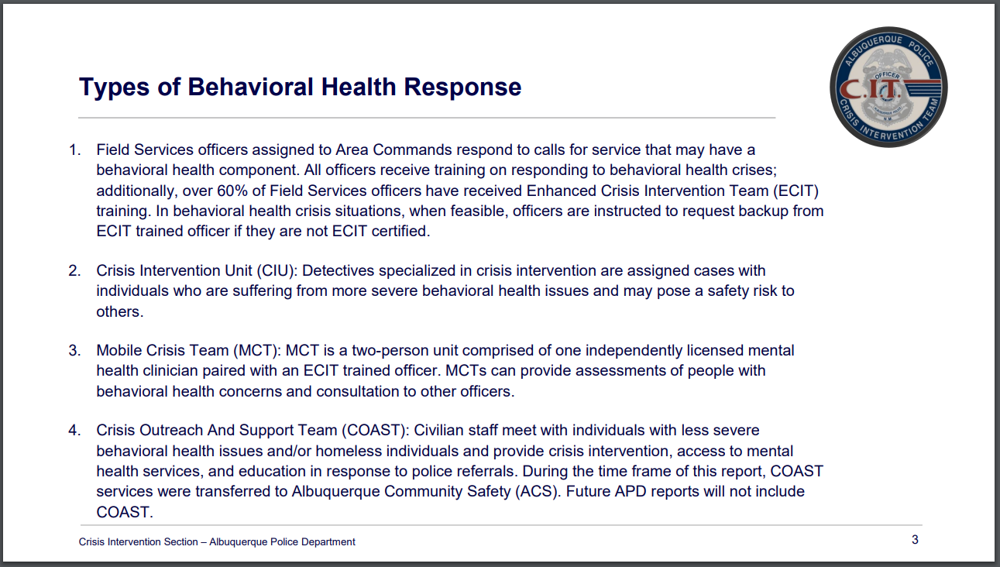 ALBUQUERQUE POLICE
OFFICER
C.I.T.
CRISIS INTERVENTION TEAM
Types of Behavioral Health Response
1. Field Services officers assigned to Area Commands respond to calls for service that may have a
behavioral health component. All officers receive training on responding to behavioral health crises;
additionally, over 60% of Field Services officers have received Enhanced Crisis Intervention Team (ECIT)
training. In behavioral health crisis situations, when feasible, officers are instructed to request backup from
ECIT trained officer if they are not ECIT certified.
2. Crisis Intervention Unit (CIU): Detectives specialized in crisis intervention are assigned cases with
individuals who are suffering from more severe behavioral health issues and may pose a safety risk to
others.
3. Mobile Crisis Team (MCT): MCT is a two-person unit comprised of one independently licensed mental
health clinician paired with an ECIT trained officer. MCTs can provide assessments of people with
behavioral health concerns and consultation to other officers.
4. Crisis Outreach And Support Team (COAST): Civilian staff meet with individuals with less severe
behavioral health issues and/or homeless individuals and provide crisis intervention, access to mental
health services, and education in response to police referrals. During the time frame of this report, COAST
services were transferred to Albuquerque Community Safety (ACS). Future APD reports will not include
COAST.
Crisis Intervention Section – Albuquerque Police Department
3